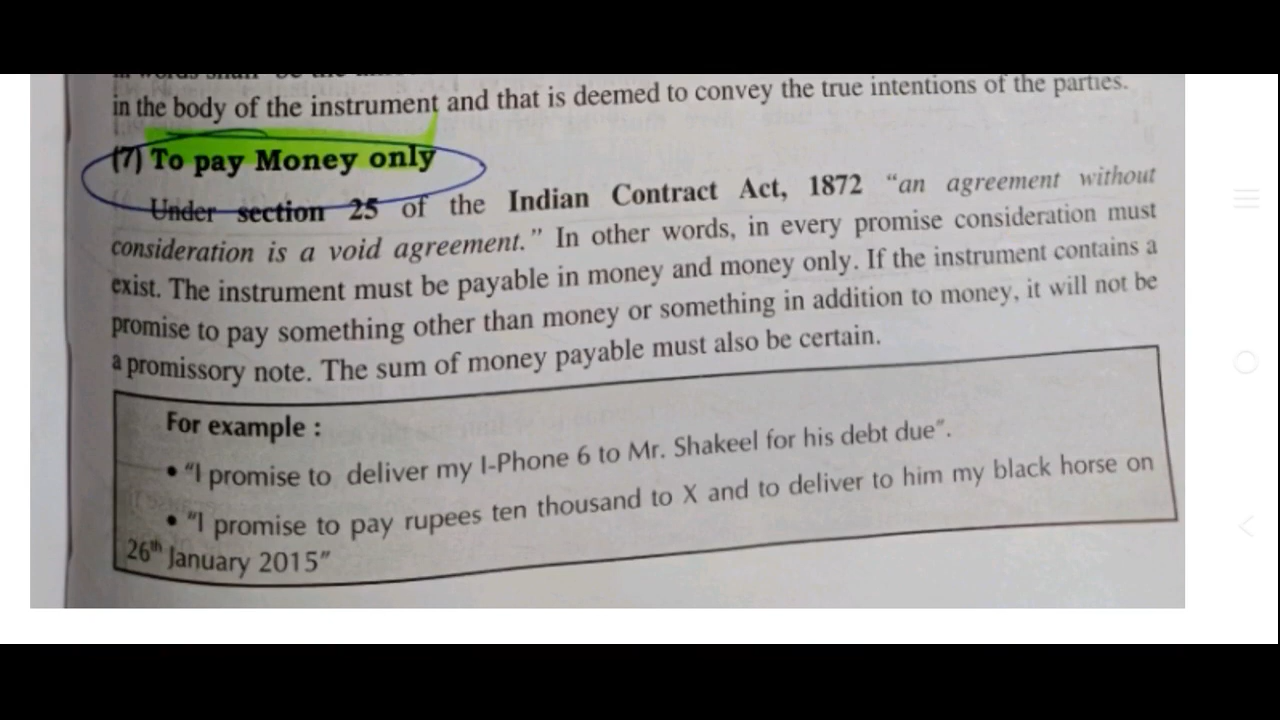 in the body of the instrument and that is deemed to convey the true intentions of the parties.
(7) To pay Money only
Under section 25 of the Indian Contract Act, 1872 “an agreement without
consideration is a void agreement.” In other words, in every promise consideration must
exist. The instrument must be payable in money and money only. If the instrument contains a
promise to pay something other than money or something in addition to money, it will not be
a promissory note. The sum of money payable must also be certain.
For example :
• “I promise to deliver my I-Phone 6 to Mr. Shakeel for his debt due”.
• “I promise to pay rupees ten thousand to X and to deliver to him my black horse on
26th January 2015”